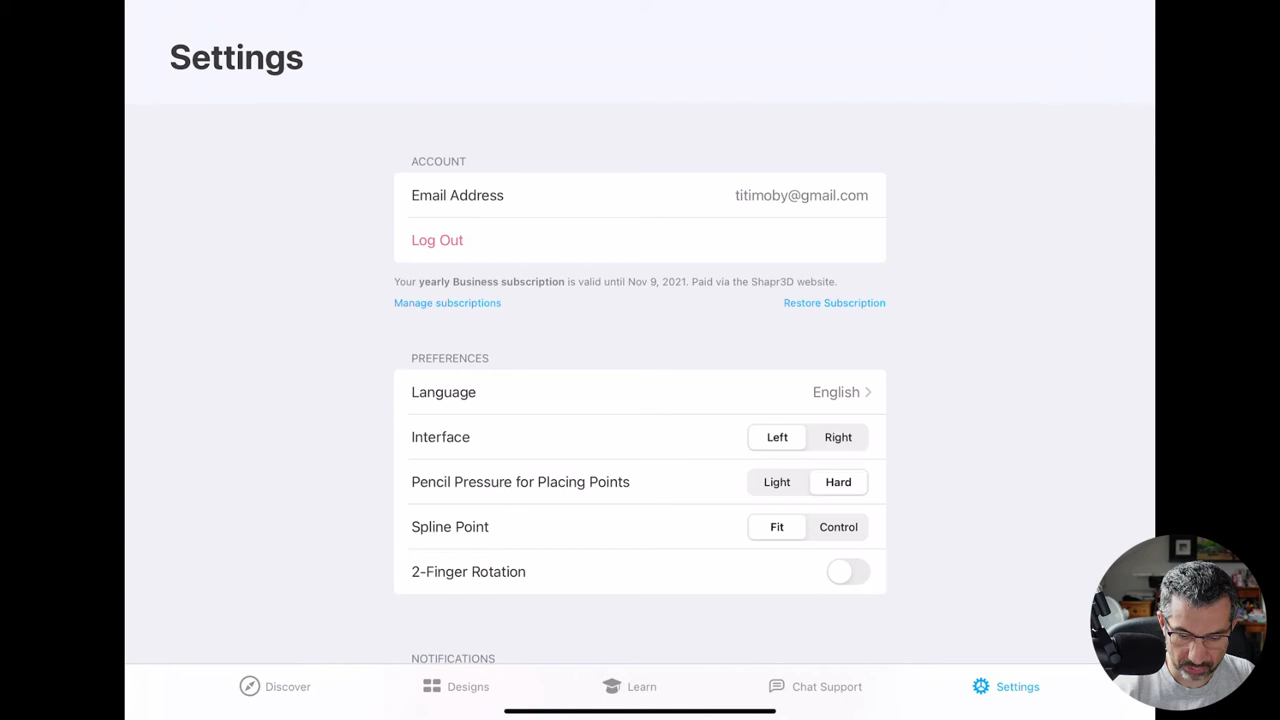 Settings
ACCOUNT
Email Address titimoby@gmail.com
Log Out
Your yearly Business subscription is valid until Nov 9, 2021. Paid via the Shapr3D website.
Manage subscriptions Restore Subscription
PREFERENCES
Language English
Interface Left Right
Pencil Pressure for Placing Points Light Hard
Spline Point Fit Control
2-Finger Rotation
NOTIFICATIONS
Discover Designs Learn Chat Support Settings